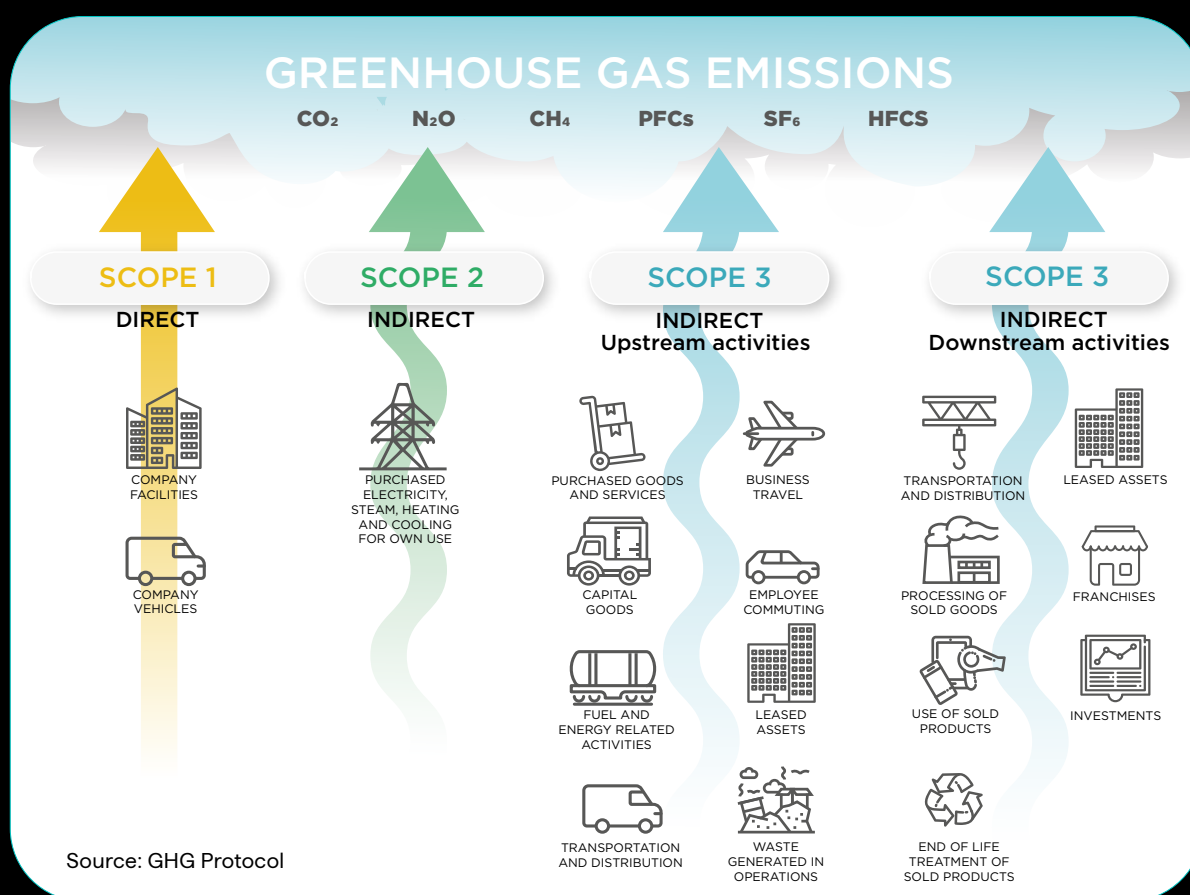 GREENHOUSE GAS EMISSIONS
CO₂ N₂O CH₄ PFCs SF₆ HFCS
SCOPE 1
DIRECT
COMPANY
FACILITIES
COMPANY
VEHICLES
SCOPE 2
INDIRECT
PURCHASED
ELECTRICITY,
STEAM, HEATING
AND COOLING
FOR OWN USE
SCOPE 3
INDIRECT
Upstream activities
PURCHASED GOODS
AND SERVICES
BUSINESS
TRAVEL
CAPITAL
GOODS
EMPLOYEE
COMMUTING
FUEL AND
ENERGY RELATED
ACTIVITIES
LEASED
ASSETS
TRANSPORTATION
AND DISTRIBUTION
WASTE
GENERATED IN
OPERATIONS
SCOPE 3
INDIRECT
Downstream activities
TRANSPORTATION
AND DISTRIBUTION
LEASED ASSETS
PROCESSING OF
SOLD GOODS
FRANCHISES
USE OF SOLD
PRODUCTS
INVESTMENTS
END OF LIFE
TREATMENT OF
SOLD PRODUCTS
Source: GHG Protocol